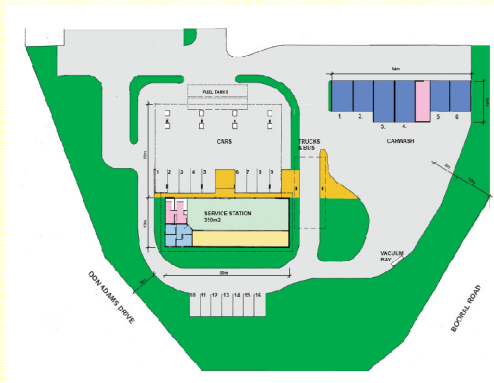 54m
FUEL TANKS
1. 2. 3. 4. 5 6
CARS
TRUCKS
& BUS
CARWASH
1 2 3 4 5 6 7 8 9
SERVICE STATION
350m2
VACUUM
BAY
DON ADAMS DRIVE
BOORAL ROAD
10 11 12 13 14 15 16